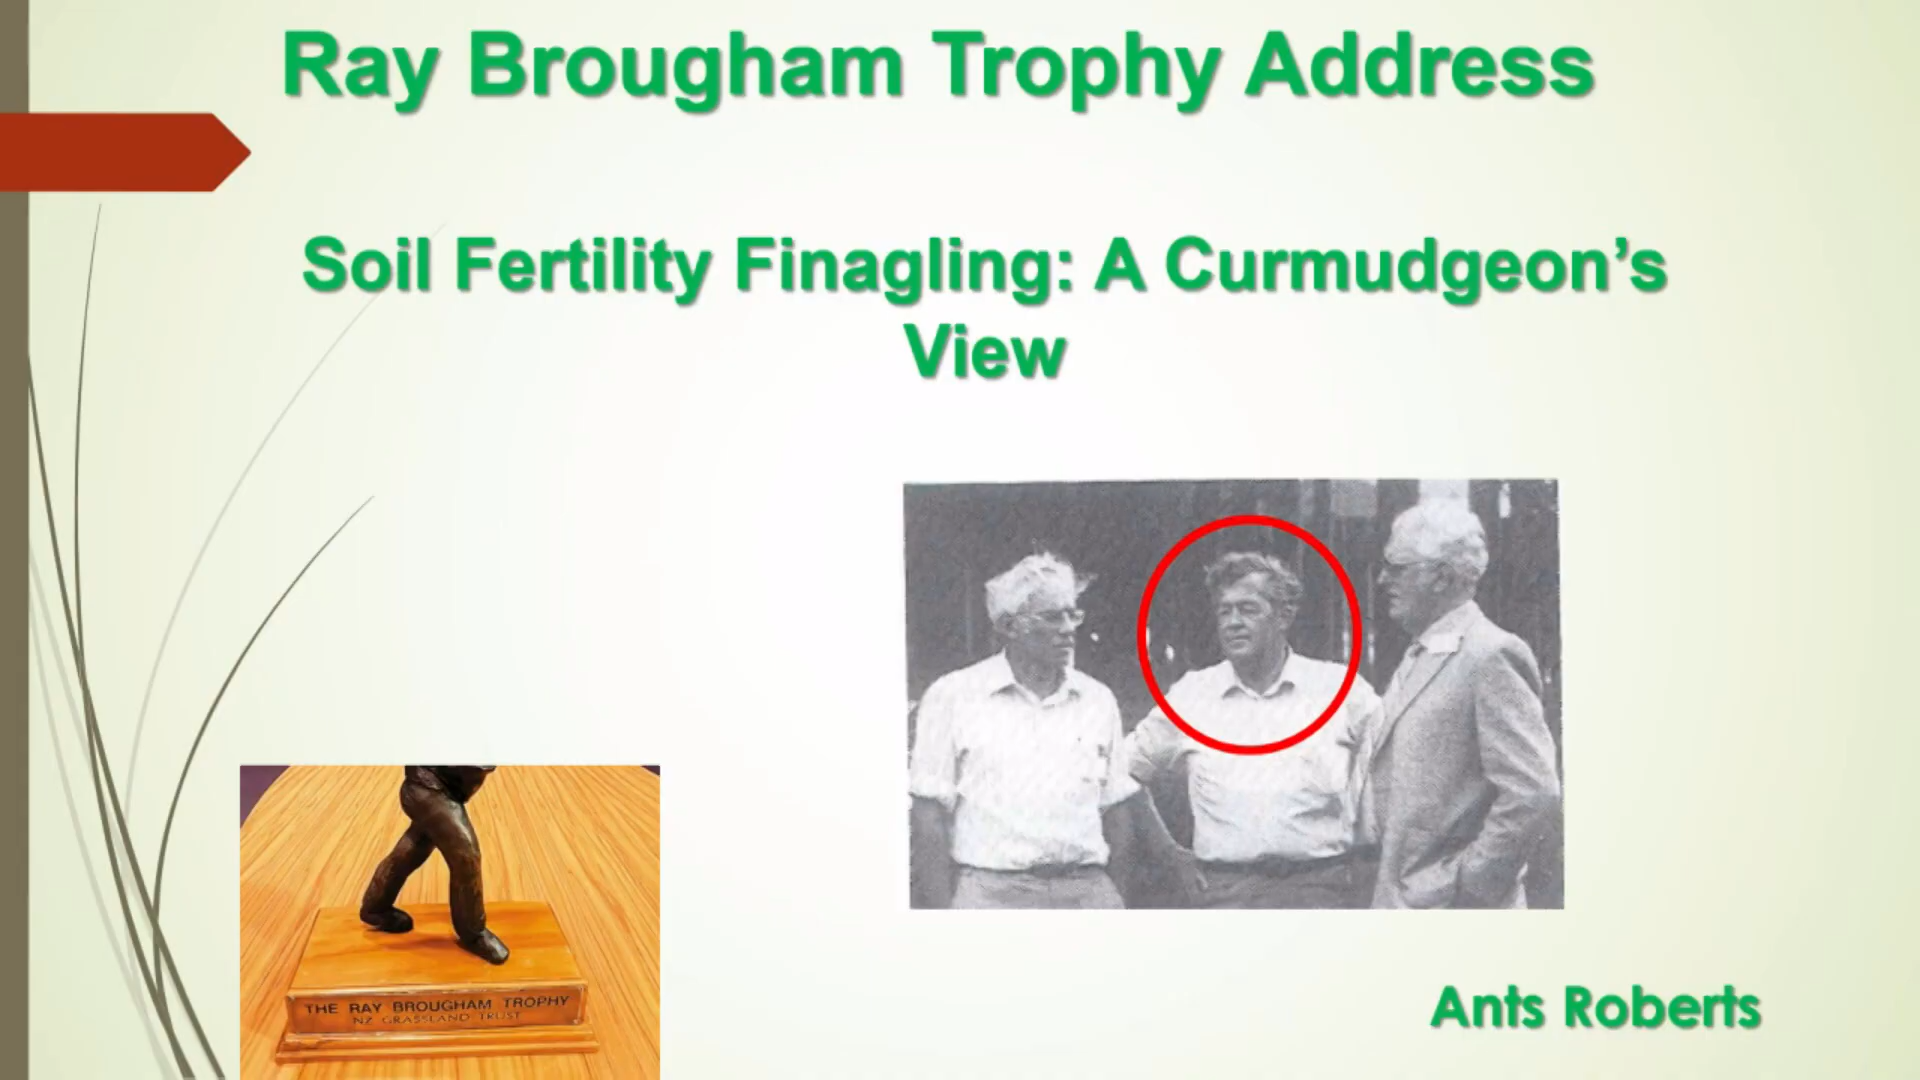 Ray Brougham Trophy Address
Soil Fertility Finagling: A Curmudgeon’s
View
THE RAY BROUGHAM TROPHY
NZ GRASSLAND TRUST
Ants Roberts